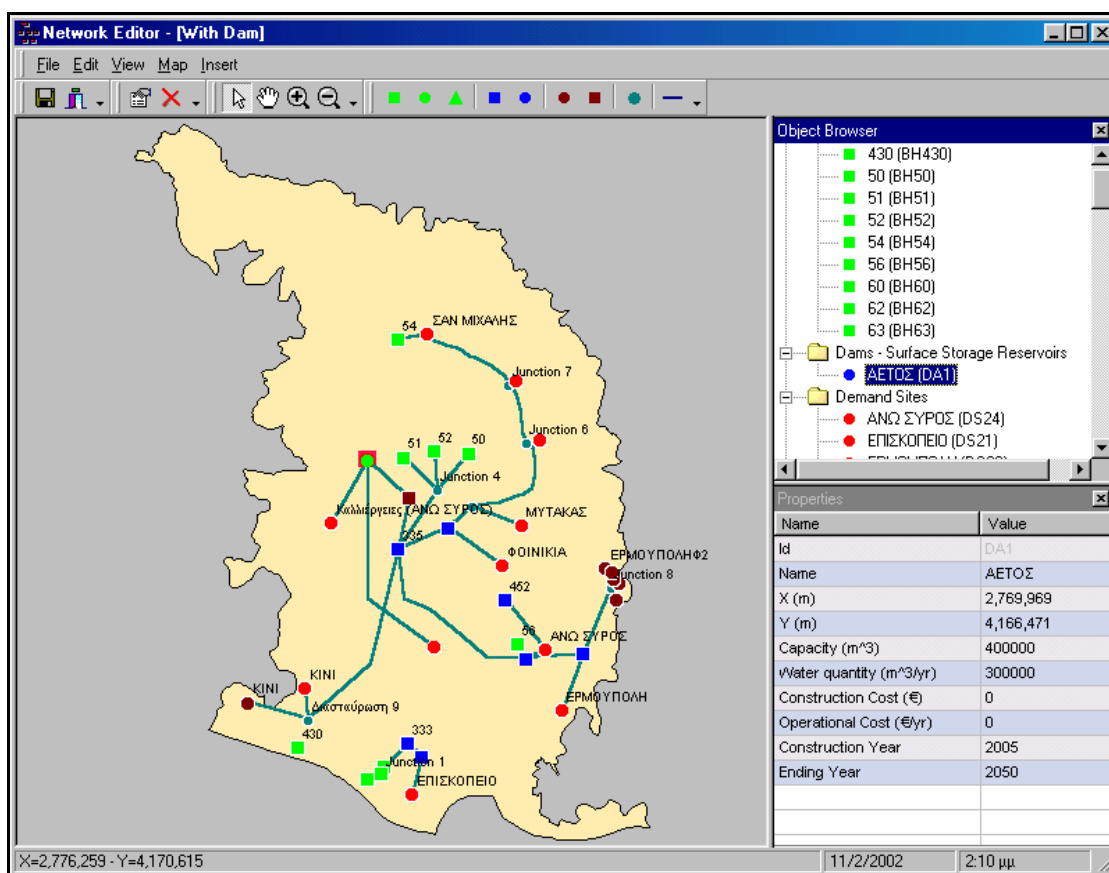 Network Editor - [With Dam]
File Edit View Map Insert
Object Browser
430 (BH430)
50 (BH50)
51 (BH51)
52 (BH52)
54 (BH54)
56 (BH56)
60 (BH60)
62 (BH62)
63 (BH63)
Dams - Surface Storage Reservoirs
ΑΕΤΟΣ (DA1)
Demand Sites
ΑΝΩ ΣΥΡΟΣ (DS24)
ΕΠΙΣΚΟΠΕΙΟ (DS21)
54
ΣΑΝ ΜΙΧΑΛΗΣ
Junction 7
Junction 6
51
52
50
Junction 4
Καλλιέργειες (ΑΝΩ ΣΥΡΟΣ)
ΜΥΤΑΚΑΣ
235
ΦΟΙΝΙΚΙΑ
ΕΡΜΟΥΠΟΛΗΦ2
Junction 8
452
56
ΑΝΩ ΣΥΡΟΣ
ΚΙΝΙ
ΚΙΝΙ
ΕΡΜΟΥΠΟΛΗ
Διασταύρωση 9
430
333
Junction 1
ΕΠΙΣΚΟΠΕΙΟ
Properties
Name Value
Id DA1
Name ΑΕΤΟΣ
X (m) 2,769,969
Y (m) 4,166,471
Capacity (m^3) 400000
Water quantity (m^3/yr) 300000
Construction Cost (€) 0
Operational Cost (€/yr) 0
Construction Year 2005
Ending Year 2050
X=2,776,259 - Y=4,170,615
11/2/2002
2:10 μμ